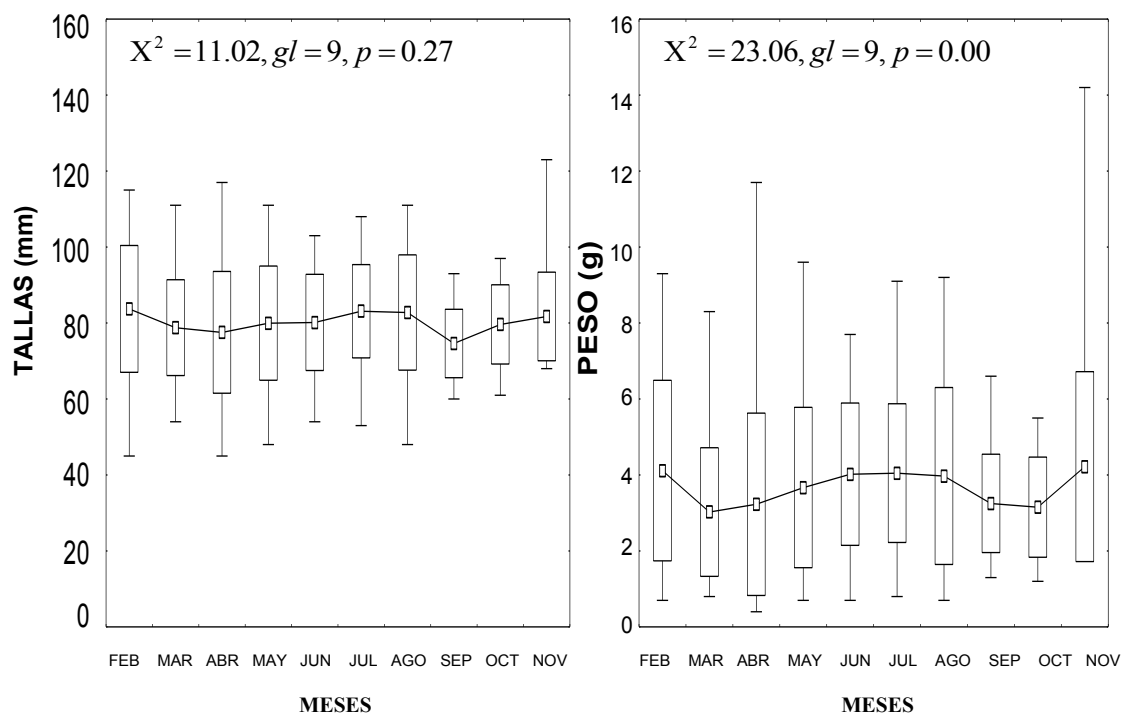 X² = 11.02, gl = 9, p = 0.27
TALLAS (mm)
160
140
120
100
80
60
40
20
0
FEB MAR ABR MAY JUN JUL AGO SEP OCT NOV
MESES
X² = 23.06, gl = 9, p = 0.00
PESO (g)
16
14
12
10
8
6
4
2
0
FEB MAR ABR MAY JUN JUL AGO SEP OCT NOV
MESES